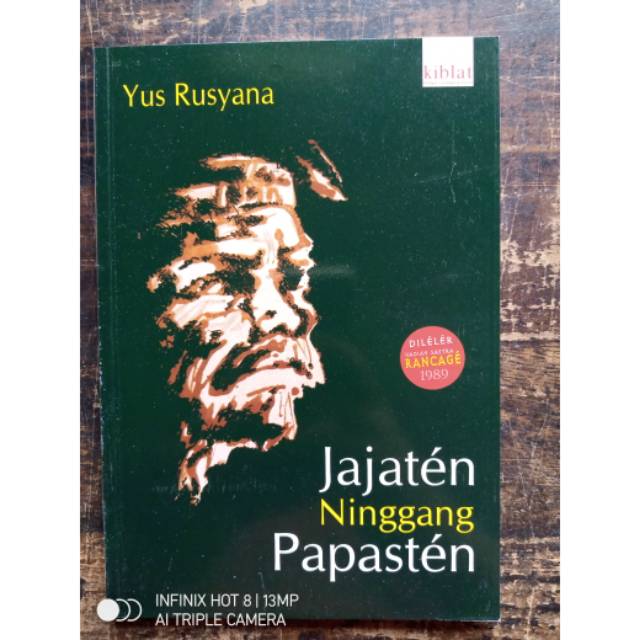 kiblat
Yus Rusyana
DILÉLÉR
HADIAH SASTRA
RANCAGÉ
1989
Jajatén
Ninggang
Papastén
INFINIX HOT 8 | 13MP
AI TRIPLE CAMERA